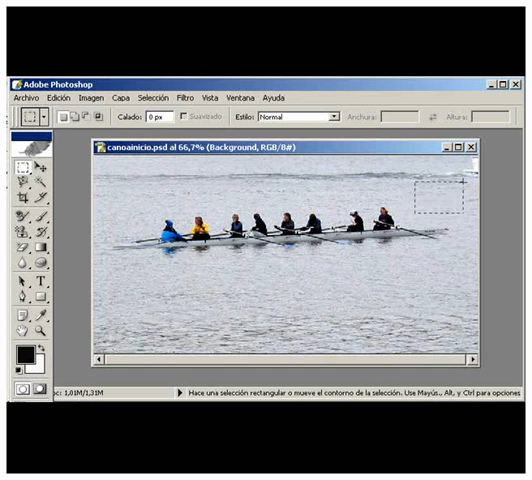 Adobe Photoshop
Archivo Edición Imagen Capa Selección Filtro Vista Ventana Ayuda
Calado: 0 px Suavizado Estilo: Normal Anchura: Altura:
canoainicio.psd al 66,7% (Background, RGB/8#)
T
oc: 1,01M/1,31M Hace una selección rectangular o mueve el contorno de la selección. Use Mayús., Alt, y Ctrl para opciones